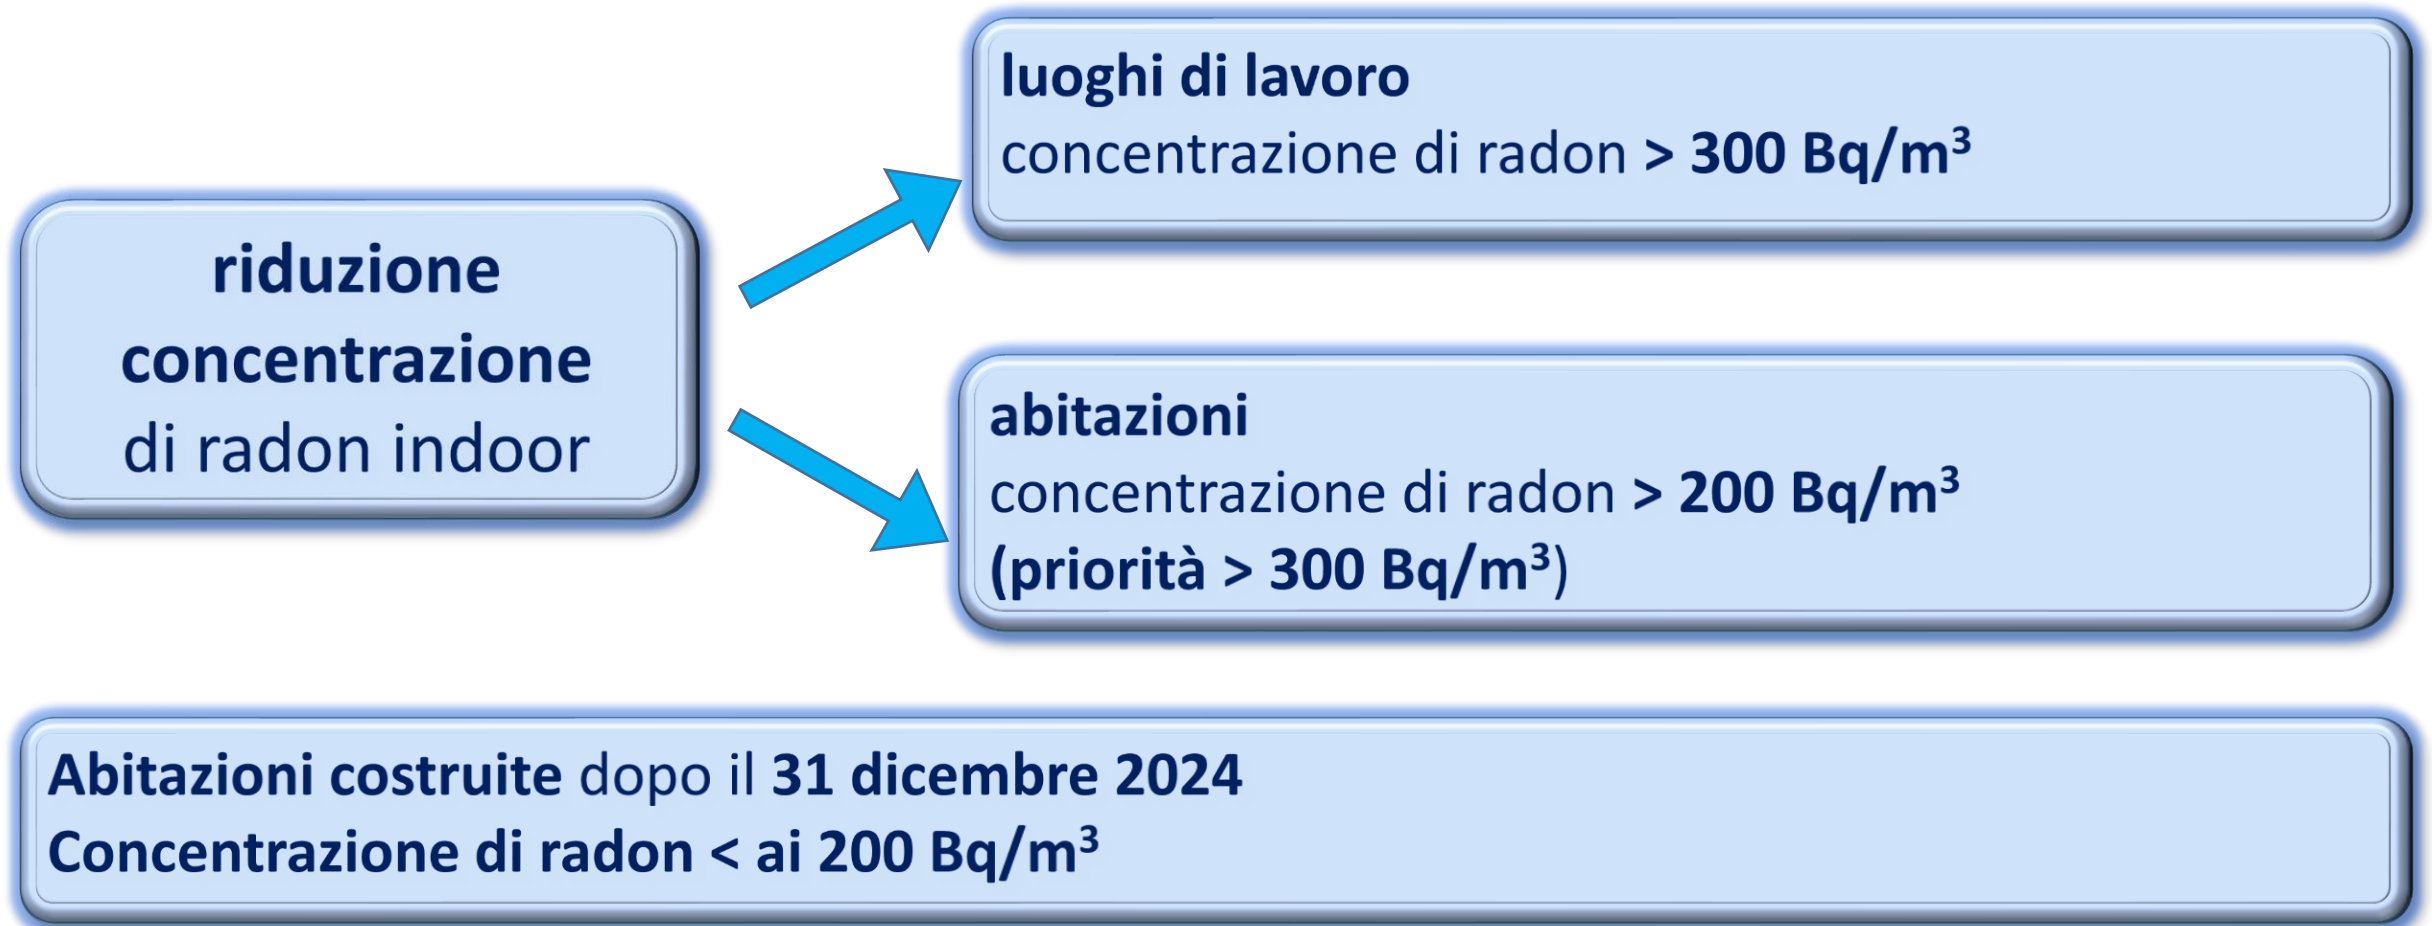 riduzione
concentrazione
di radon indoor
luoghi di lavoro
concentrazione di radon > 300 Bq/m³
abitazioni
concentrazione di radon > 200 Bq/m³
(priorità > 300 Bq/m³)
Abitazioni costruite dopo il 31 dicembre 2024
Concentrazione di radon < ai 200 Bq/m³